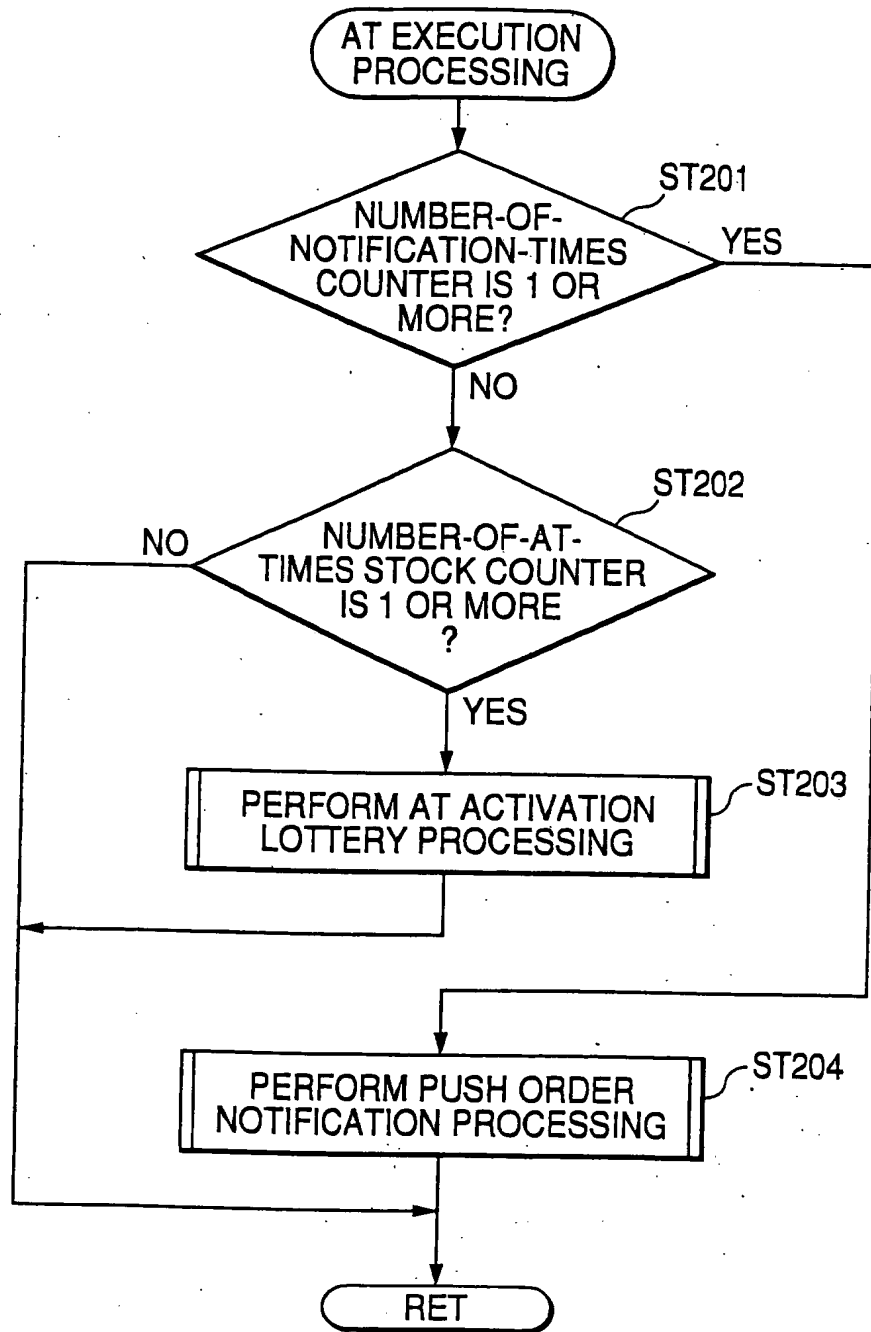 AT EXECUTION
PROCESSING
ST201
NUMBER-OF-
NOTIFICATION-TIMES
COUNTER IS 1 OR
MORE?
YES
NO
ST202
NO
NUMBER-OF-AT-
TIMES STOCK COUNTER
IS 1 OR MORE
?
YES
ST203
PERFORM AT ACTIVATION
LOTTERY PROCESSING
ST204
PERFORM PUSH ORDER
NOTIFICATION PROCESSING
RET